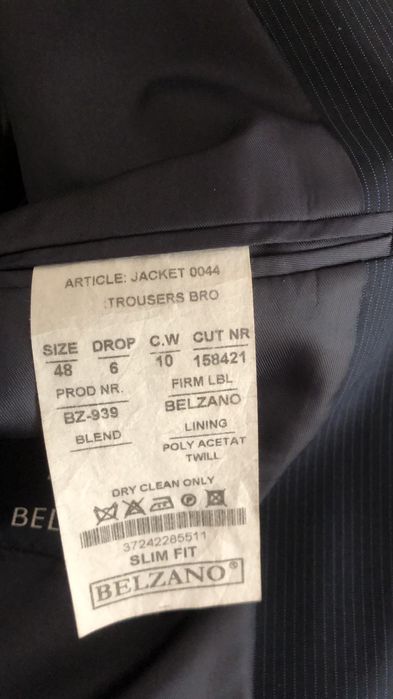 ARTICLE: JACKET 0044
:TROUSERS BRO
SIZE DROP C.W CUT NR
48 6 10 158421
PROD NR. FIRM LBL
BZ-939 BELZANO
BLEND LINING
POLY ACETAT
TWILL
DRY CLEAN ONLY
37242285511
SLIM FIT
BELZANO®
BEL